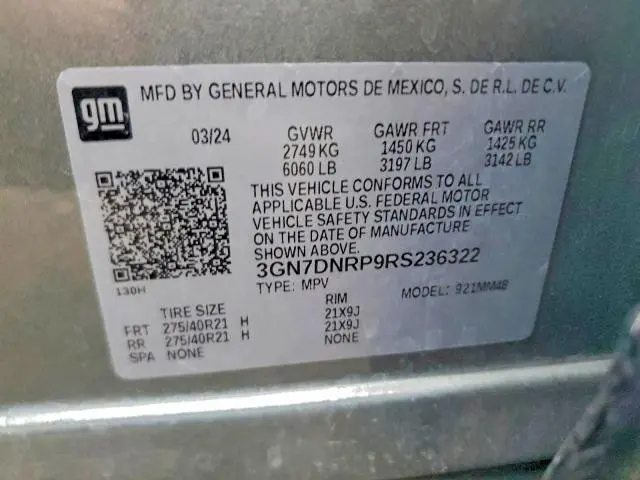 gm
MFD BY GENERAL MOTORS DE MEXICO, S. DE R.L. DE C.V.
03/24 GVWR GAWR FRT GAWR RR
2749 KG 1450 KG 1425 KG
6060 LB 3197 LB 3142 LB
THIS VEHICLE CONFORMS TO ALL
APPLICABLE U.S. FEDERAL MOTOR
VEHICLE SAFETY STANDARDS IN EFFECT
ON THE DATE OF MANUFACTURE
SHOWN ABOVE.
3GN7DNRP9RS236322
130H
TYPE: MPV MODEL: 921MM48
TIRE SIZE RIM
FRT 275/40R21 H 21X9J
RR 275/40R21 H 21X9J
SPA NONE NONE